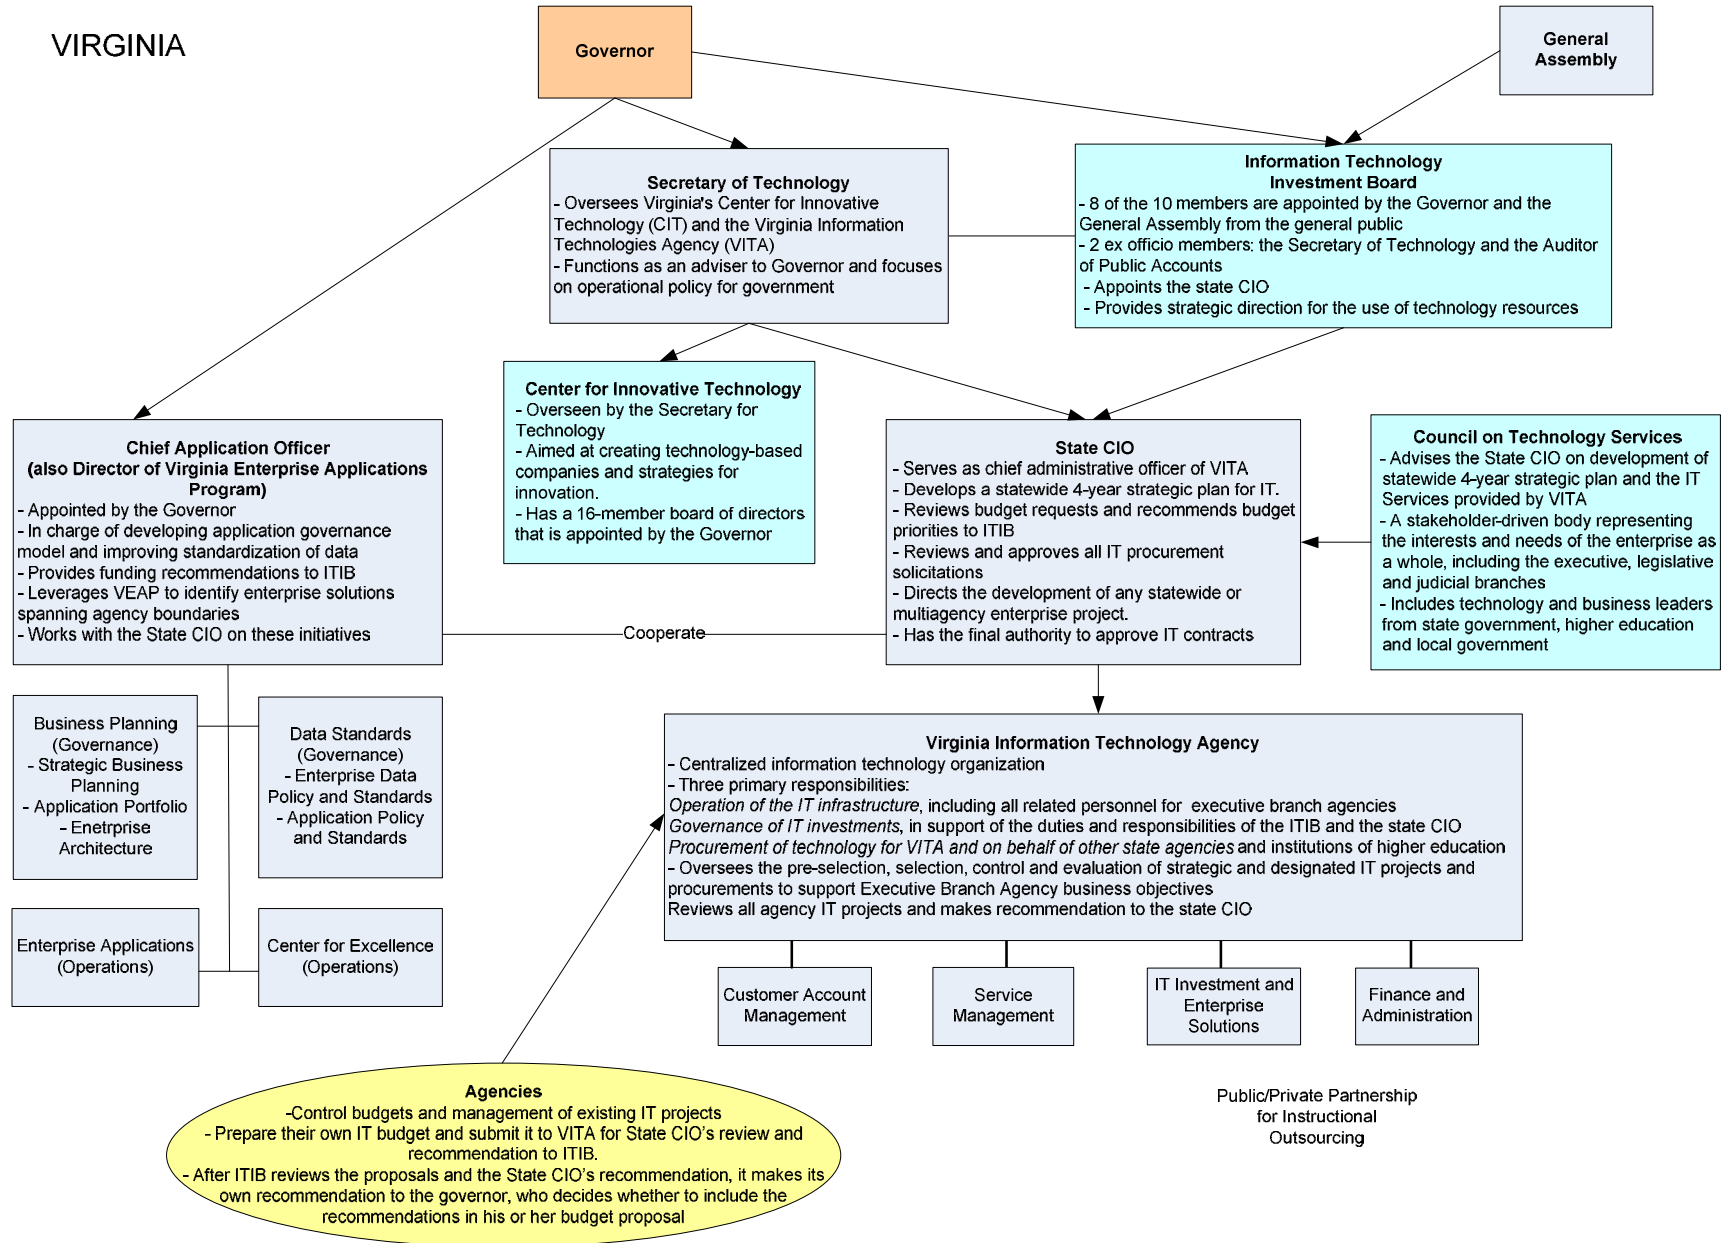 VIRGINIA
Governor
General
Assembly
Secretary of Technology
- Oversees Virginia's Center for Innovative
Technology (CIT) and the Virginia Information
Technologies Agency (VITA)
- Functions as an adviser to Governor and focuses
on operational policy for government
Information Technology
Investment Board
- 8 of the 10 members are appointed by the Governor and the
General Assembly from the general public
- 2 ex officio members: the Secretary of Technology and the Auditor
of Public Accounts
- Appoints the state CIO
- Provides strategic direction for the use of technology resources
Center for Innovative Technology
- Overseen by the Secretary for
Technology
- Aimed at creating technology-based
companies and strategies for
innovation.
- Has a 16-member board of directors
that is appointed by the Governor
Chief Application Officer
(also Director of Virginia Enterprise Applications
Program)
- Appointed by the Governor
- In charge of developing application governance
model and improving standardization of data
- Provides funding recommendations to ITIB
- Leverages VEAP to identify enterprise solutions
spanning agency boundaries
- Works with the State CIO on these initiatives
Cooperate
State CIO
- Serves as chief administrative officer of VITA
- Develops a statewide 4-year strategic plan for IT.
- Reviews budget requests and recommends budget
priorities to ITIB
- Reviews and approves all IT procurement
solicitations
- Directs the development of any statewide or
multiagency enterprise project.
- Has the final authority to approve IT contracts
Council on Technology Services
- Advises the State CIO on development of
statewide 4-year strategic plan and the IT
Services provided by VITA
- A stakeholder-driven body representing
the interests and needs of the enterprise as
a whole, including the executive, legislative
and judicial branches
- Includes technology and business leaders
from state government, higher education
and local government
Business Planning
(Governance)
- Strategic Business
Planning
- Application Portfolio
- Enetrprise
Architecture
Data Standards
(Governance)
- Enterprise Data
Policy and Standards
- Application Policy
and Standards
Enterprise Applications
(Operations)
Center for Excellence
(Operations)
Virginia Information Technology Agency
- Centralized information technology organization
- Three primary responsibilities:
Operation of the IT infrastructure, including all related personnel for executive branch agencies
Governance of IT investments, in support of the duties and responsibilities of the ITIB and the state CIO
Procurement of technology for VITA and on behalf of other state agencies and institutions of higher education
- Oversees the pre-selection, selection, control and evaluation of strategic and designated IT projects and
procurements to support Executive Branch Agency business objectives
Reviews all agency IT projects and makes recommendation to the state CIO
Customer Account
Management
Service
Management
IT Investment and
Enterprise
Solutions
Finance and
Administration
Agencies
-Control budgets and management of existing IT projects
- Prepare their own IT budget and submit it to VITA for State CIO's review and
recommendation to ITIB.
- After ITIB reviews the proposals and the State CIO's recommendation, it makes its
own recommendation to the governor, who decides whether to include the
recommendations in his or her budget proposal
Public/Private Partnership
for Instructional
Outsourcing